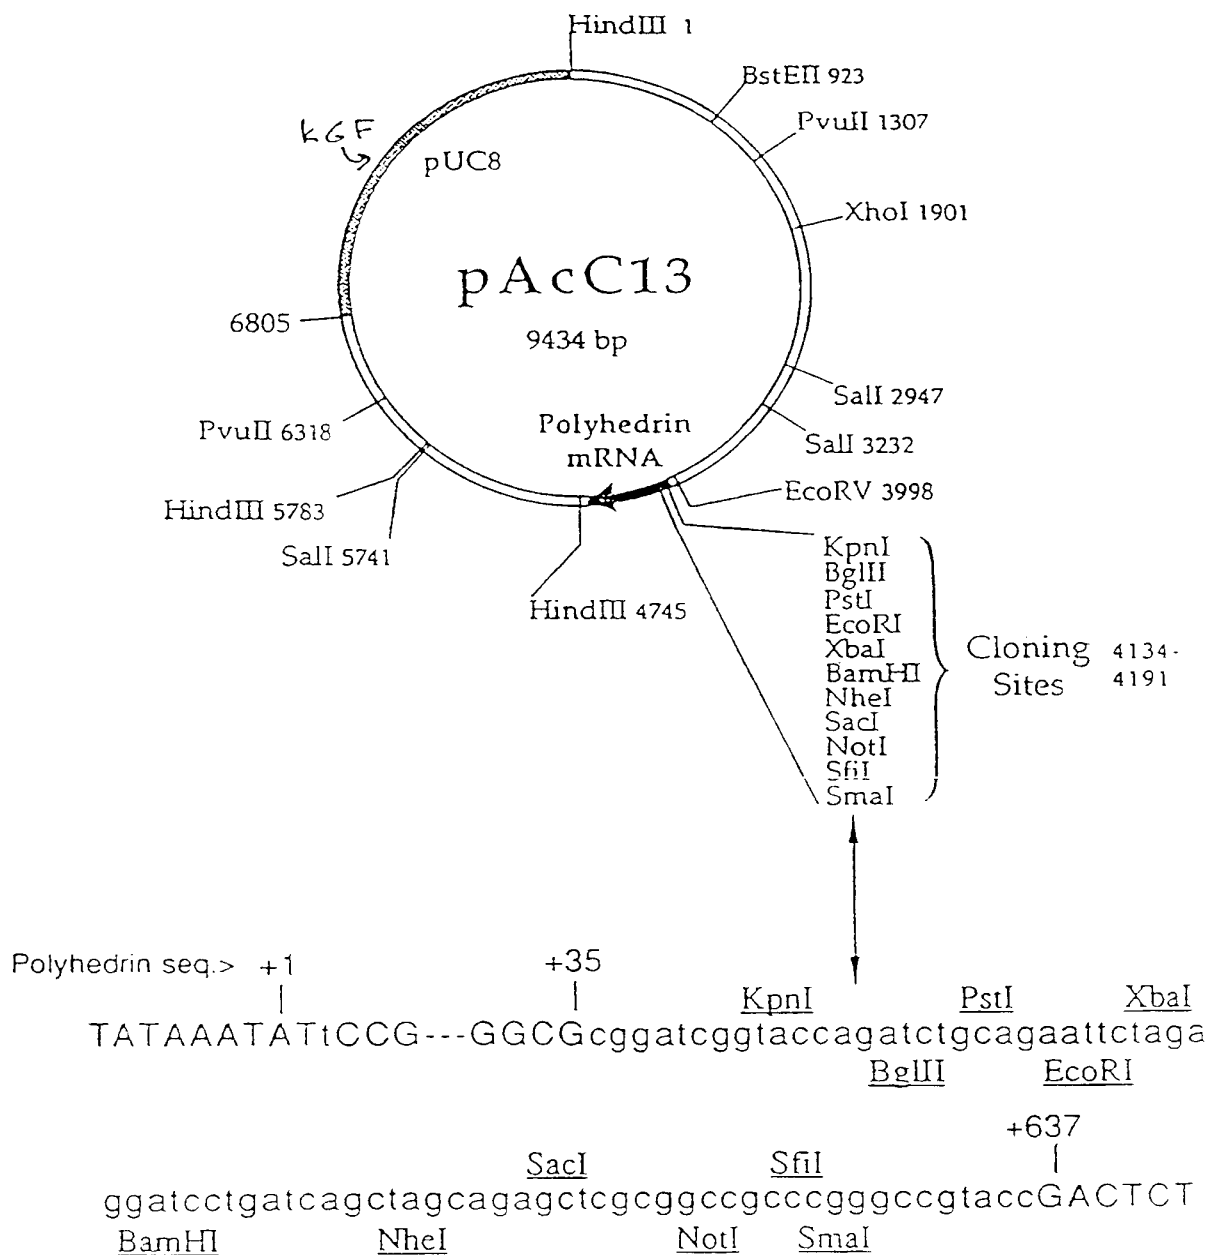 HindIII 1
BstEII 923
PvuII 1307
kGF
pUC8
XhoI 1901
pAcC13
9434 bp
6805
SalI 2947
PvuII 6318
Polyhedrin
mRNA
SalI 3232
EcoRV 3998
HindIII 5783
SalI 5741
HindIII 4745
KpnI
BglII
PstI
EcoRI
XbaI
BamHI
NheI
SacI
NotI
SfiI
SmaI
Cloning
Sites
4134-
4191
Polyhedrin seq.> +1 +35
KpnI PstI XbaI
TATAAATATtCCG---GGCGcggatcggtaccagatctgcagaattctaga
BglII EcoRI
+637
SacI SfiI
ggatcctgatcagctagcagagctcgcggccgcccgggccgtaccGACTCT
BamHI NheI NotI SmaI